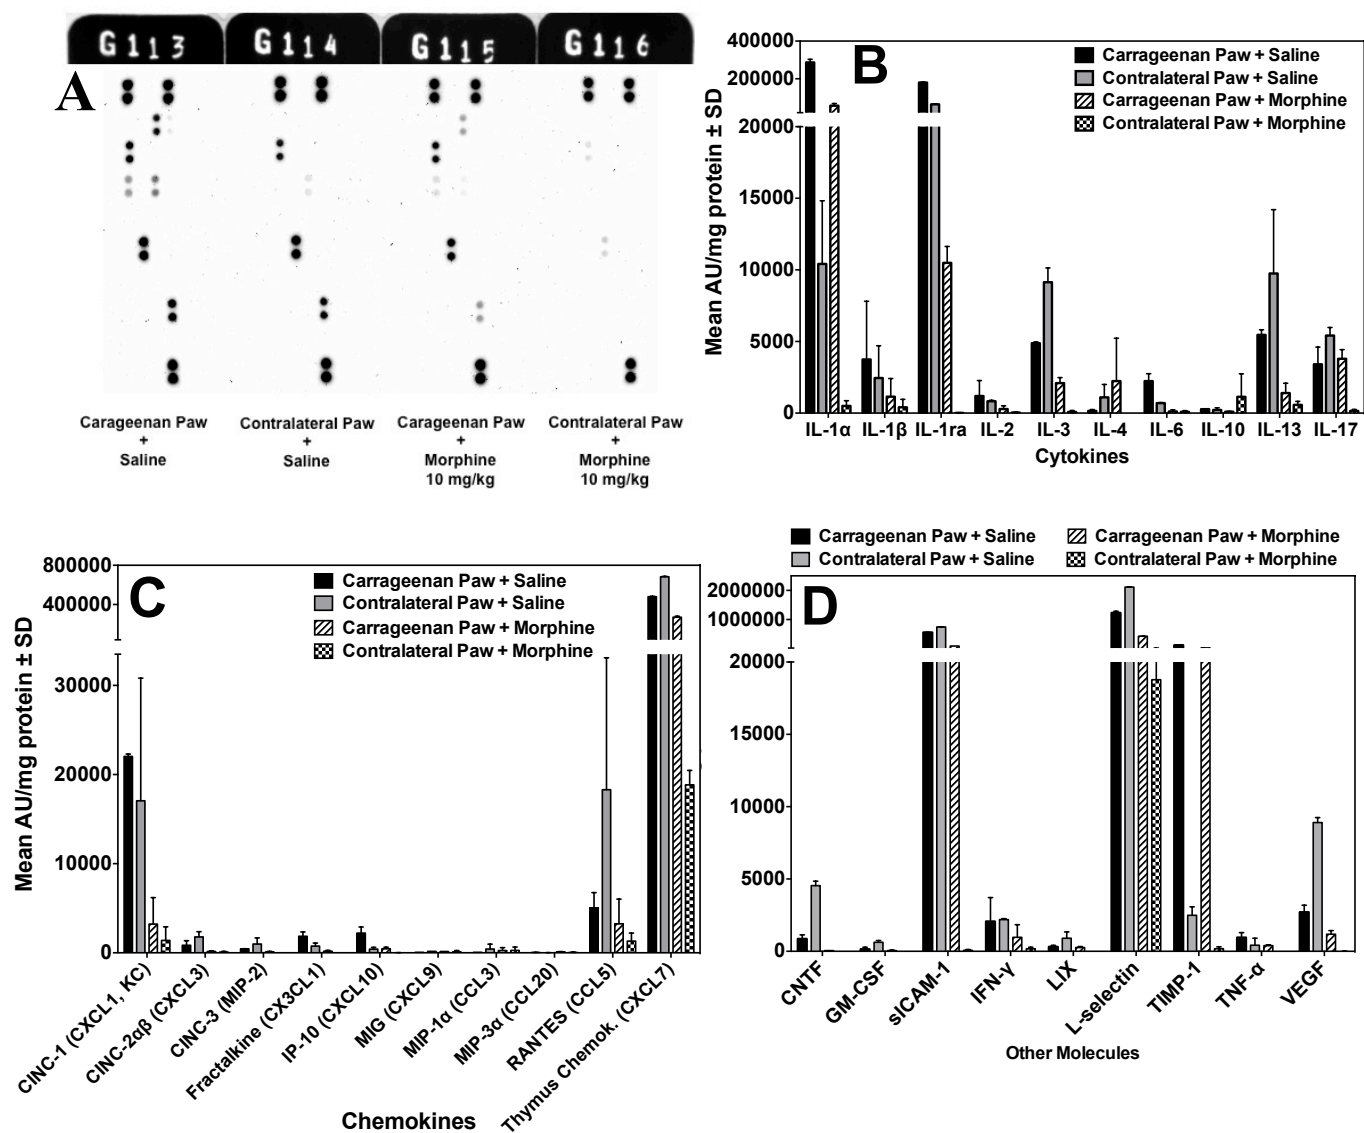 G113
G114
G115
G116
A
Carageenan Paw
+
Saline
Contralateral Paw
+
Saline
Carageenan Paw
+
Morphine
10 mg/kg
Contralateral Paw
+
Morphine
10 mg/kg
B
Carrageenan Paw + Saline
Contralateral Paw + Saline
Carrageenan Paw + Morphine
Contralateral Paw + Morphine
Mean AU/mg protein ± SD
400000
200000
20000
15000
10000
5000
0
IL-1α IL-1β IL-1ra IL-2 IL-3 IL-4 IL-6 IL-10 IL-13 IL-17
Cytokines
C
Carrageenan Paw + Saline
Contralateral Paw + Saline
Carrageenan Paw + Morphine
Contralateral Paw + Morphine
Mean AU/mg protein ± SD
800000
400000
30000
20000
10000
0
CINC-1 (CXCL1, KC)
CINC-2αβ (CXCL3)
CINC-3 (MIP-2)
Fractalkine (CX3CL1)
IP-10 (CXCL10)
MIG (CXCL9)
MIP-1α (CCL3)
MIP-3α (CCL20)
RANTES (CCL5)
Thymus Chemok. (CXCL7)
Chemokines
Carrageenan Paw + Saline
Contralateral Paw + Saline
Carrageenan Paw + Morphine
Contralateral Paw + Morphine
D
2000000
1000000
20000
15000
10000
5000
0
CNTF
GM-CSF
sICAM-1
IFN-γ
LIX
L-selectin
TIMP-1
TNF-α
VEGF
Other Molecules